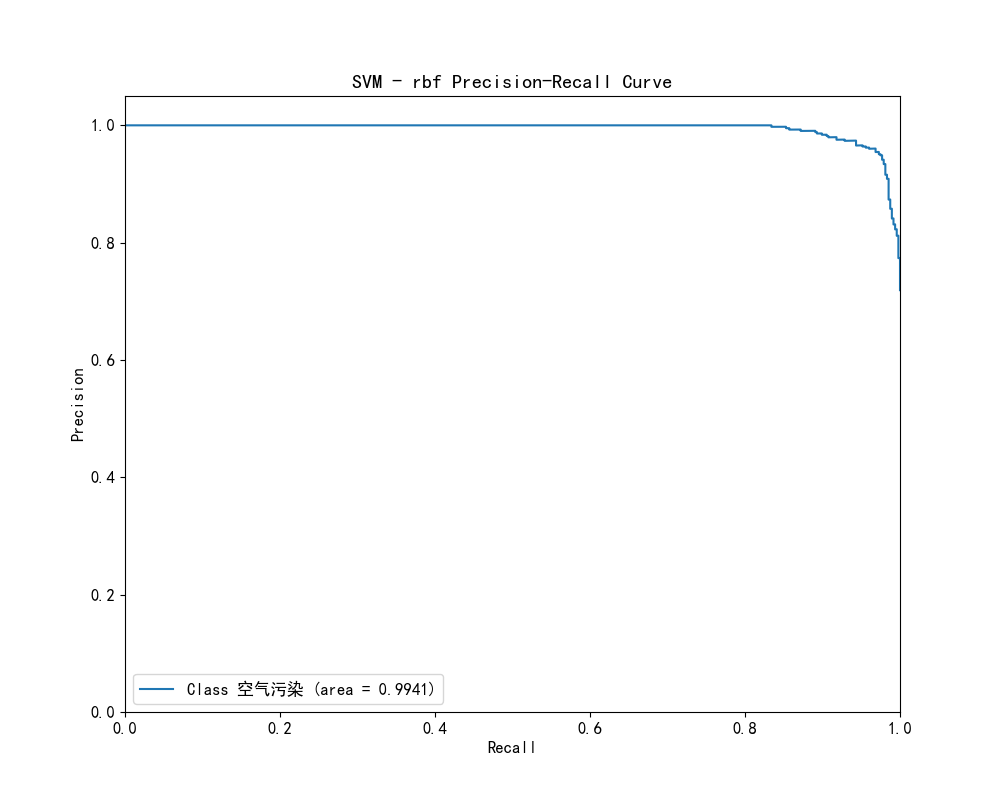 SVM - rbf Precision-Recall Curve
1.0
0.8
0.6
0.4
0.2
0.0
Precision
Class 空气污染 (area = 0.9941)
0.0 0.2 0.4 0.6 0.8 1.0
Recall